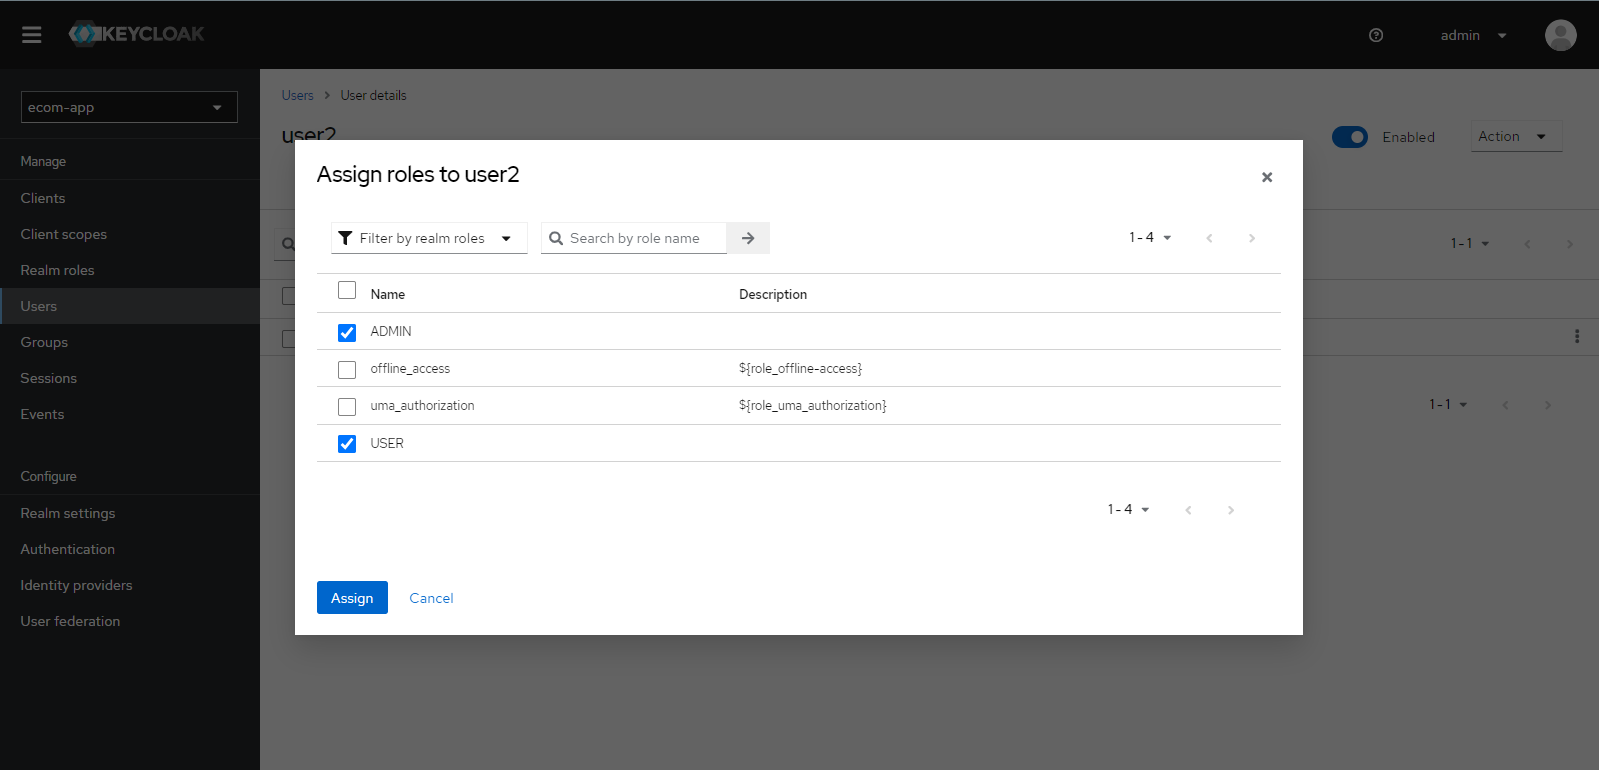 KEYCLOAK
admin
ecom-app
Manage
Clients
Client scopes
Realm roles
Users
Groups
Sessions
Events
Configure
Realm settings
Authentication
Identity providers
User federation
Users > User details
user2
Enabled
Action
1 - 1
1 - 1
Assign roles to user2
Filter by realm roles
Search by role name
1 - 4
Name Description
ADMIN
offline_access ${role_offline-access}
uma_authorization ${role_uma_authorization}
USER
1 - 4
Assign Cancel